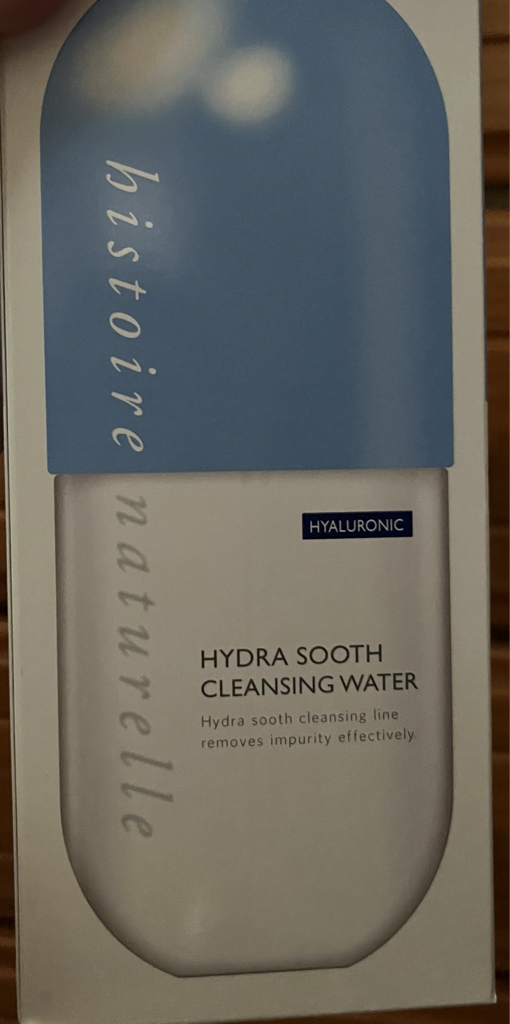 histoire naturelle
HYALURONIC
HYDRA SOOTH
CLEANSING WATER
Hydra sooth cleansing line
removes impurity effectively.